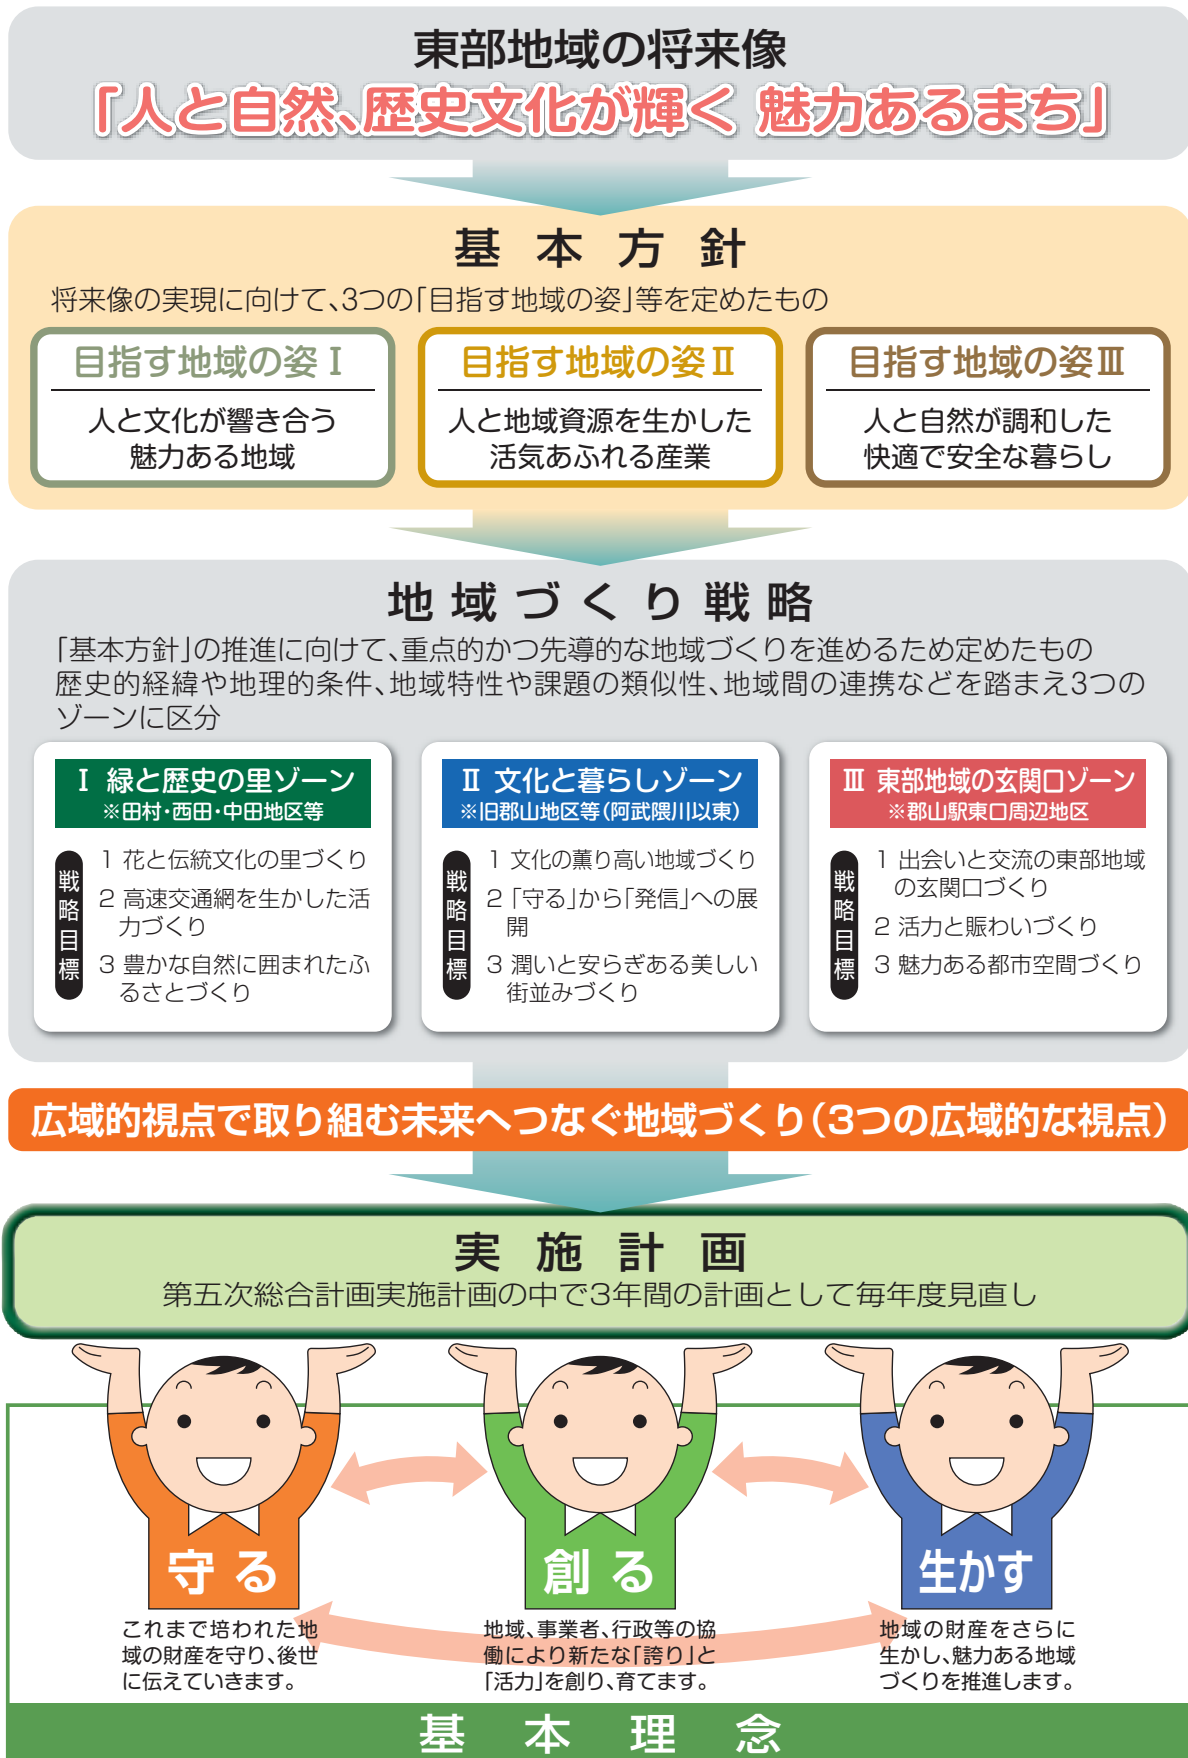 東部地域の将来像
「人と自然、歴史文化が輝く 魅力あるまち」
基本方針
将来像の実現に向けて、3つの「目指す地域の姿」等を定めたもの
目指す地域の姿Ⅰ
人と文化が響き合う
魅力ある地域
目指す地域の姿Ⅱ
人と地域資源を生かした
活気あふれる産業
目指す地域の姿Ⅲ
人と自然が調和した
快適で安全な暮らし
地域づくり戦略
「基本方針」の推進に向けて、重点的かつ先導的な地域づくりを進めるため定めたもの
歴史的経緯や地理的条件、地域特性や課題の類似性、地域間の連携などを踏まえ3つの
ゾーンに区分
Ⅰ 緑と歴史の里ゾーン
※田村・西田・中田地区等
戦略目標
1 花と伝統文化の里づくり
2 高速交通網を生かした活
力づくり
3 豊かな自然に囲まれたふ
るさとづくり
Ⅱ 文化と暮らしゾーン
※旧郡山地区等(阿武隈川以東)
戦略目標
1 文化の薫り高い地域づくり
2 「守る」から「発信」への展
開
3 潤いと安らぎある美しい
街並みづくり
Ⅲ 東部地域の玄関口ゾーン
※郡山駅東口周辺地区
戦略目標
1 出会いと交流の東部地域
の玄関口づくり
2 活力と賑わいづくり
3 魅力ある都市空間づくり
広域的視点で取り組む未来へつなぐ地域づくり(3つの広域的な視点)
実施計画
第五次総合計画実施計画の中で3年間の計画として毎年度見直し
守る
これまで培われた地
域の財産を守り、後世
に伝えていきます。
創る
地域、事業者、行政等の協
働により新たな「誇り」と
「活力」を創り、育てます。
生かす
地域の財産をさらに
生かし、魅力ある地域
づくりを推進します。
基本理念